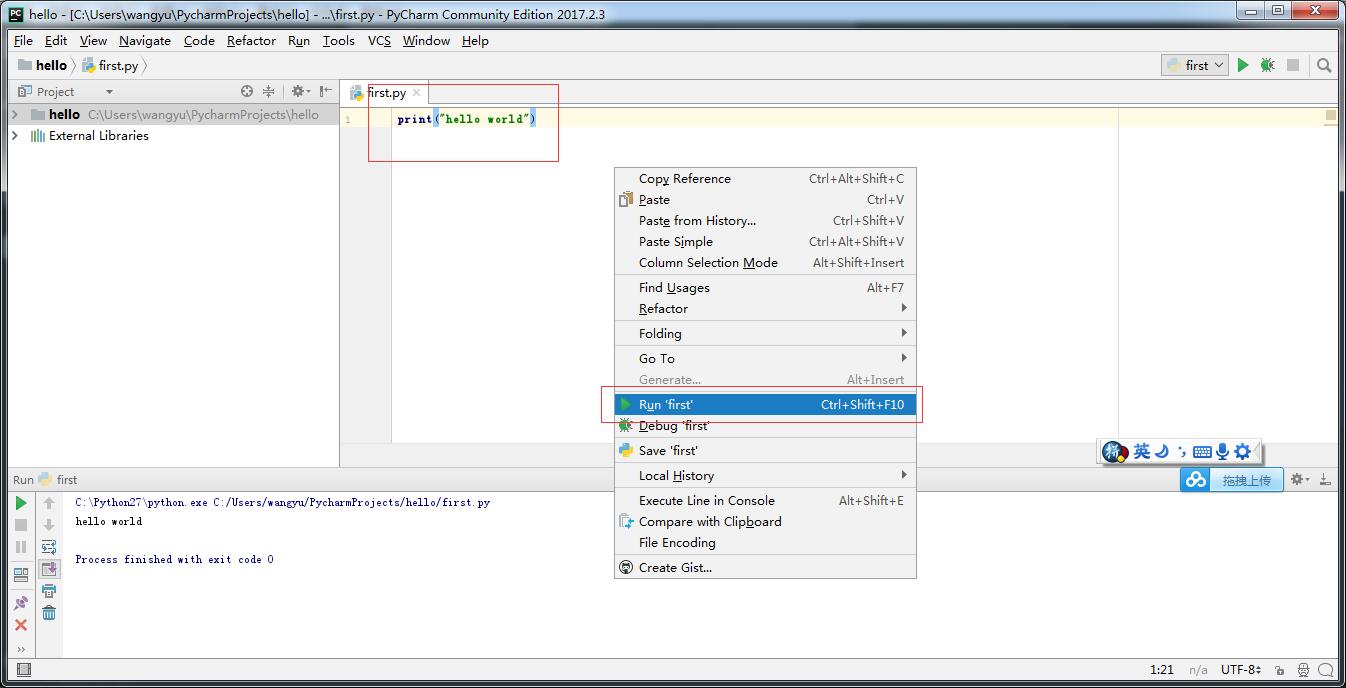 hello - [C:\Users\wangyu\PycharmProjects\hello] - ...\first.py - PyCharm Community Edition 2017.2.3
File Edit View Navigate Code Refactor Run Tools VCS Window Help
hello first.py
first
Project
first.py
hello C:\Users\wangyu\PycharmProjects\hello
External Libraries
1 print("hello world")
Copy Reference Ctrl+Alt+Shift+C
Paste Ctrl+V
Paste from History... Ctrl+Shift+V
Paste Simple Ctrl+Alt+Shift+V
Column Selection Mode Alt+Shift+Insert
Find Usages Alt+F7
Refactor
Folding
Go To
Generate... Alt+Insert
Run 'first' Ctrl+Shift+F10
Debug 'first'
Save 'first'
Local History
Execute Line in Console Alt+Shift+E
Compare with Clipboard
File Encoding
Create Gist...
英
拖拽上传
Run first
C:\Python27\python.exe C:/Users/wangyu/PycharmProjects/hello/first.py
hello world
Process finished with exit code 0
1:21 n/a UTF-8